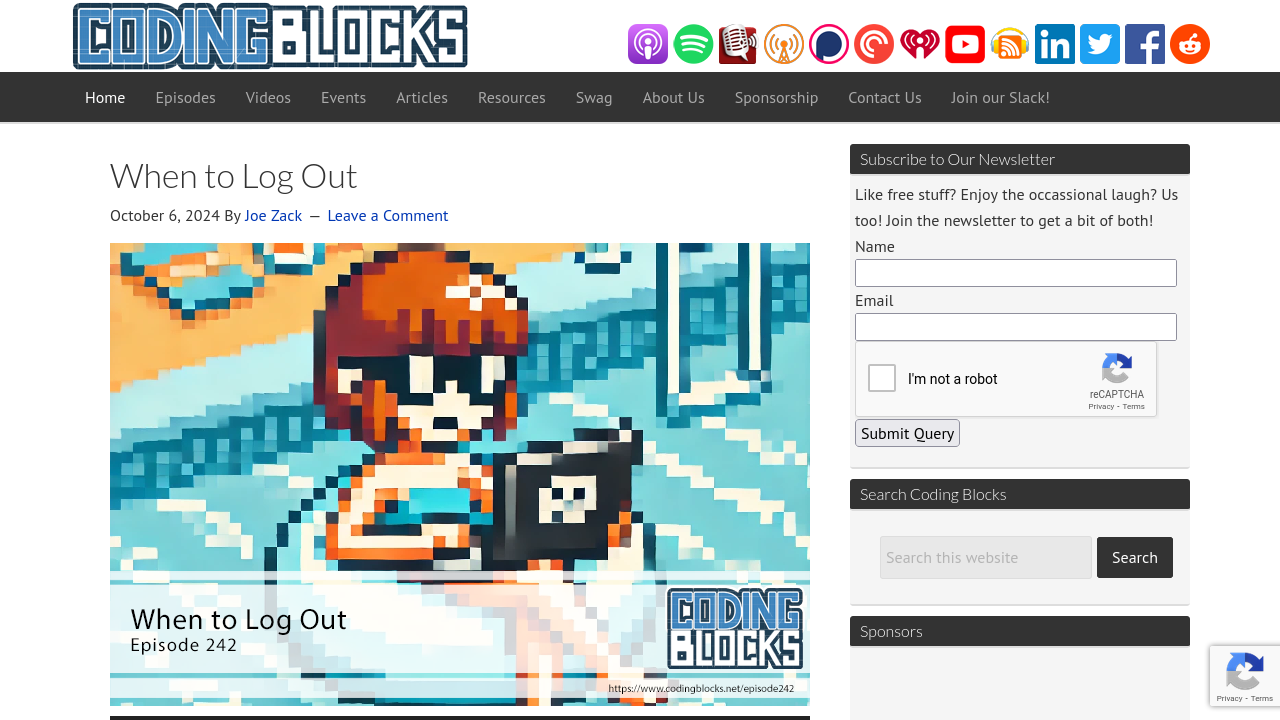 CODING BLOCKS
Home Episodes Videos Events Articles Resources Swag About Us Sponsorship Contact Us Join our Slack!
When to Log Out
October 6, 2024 By Joe Zack — Leave a Comment
When to Log Out
Episode 242
CODING
BLOCKS
https://www.codingblocks.net/episode242
Subscribe to Our Newsletter
Like free stuff? Enjoy the occassional laugh? Us
too! Join the newsletter to get a bit of both!
Name
Email
I'm not a robot
reCAPTCHA
Privacy - Terms
Submit Query
Search Coding Blocks
Search this website
Search
Sponsors
Privacy - Terms